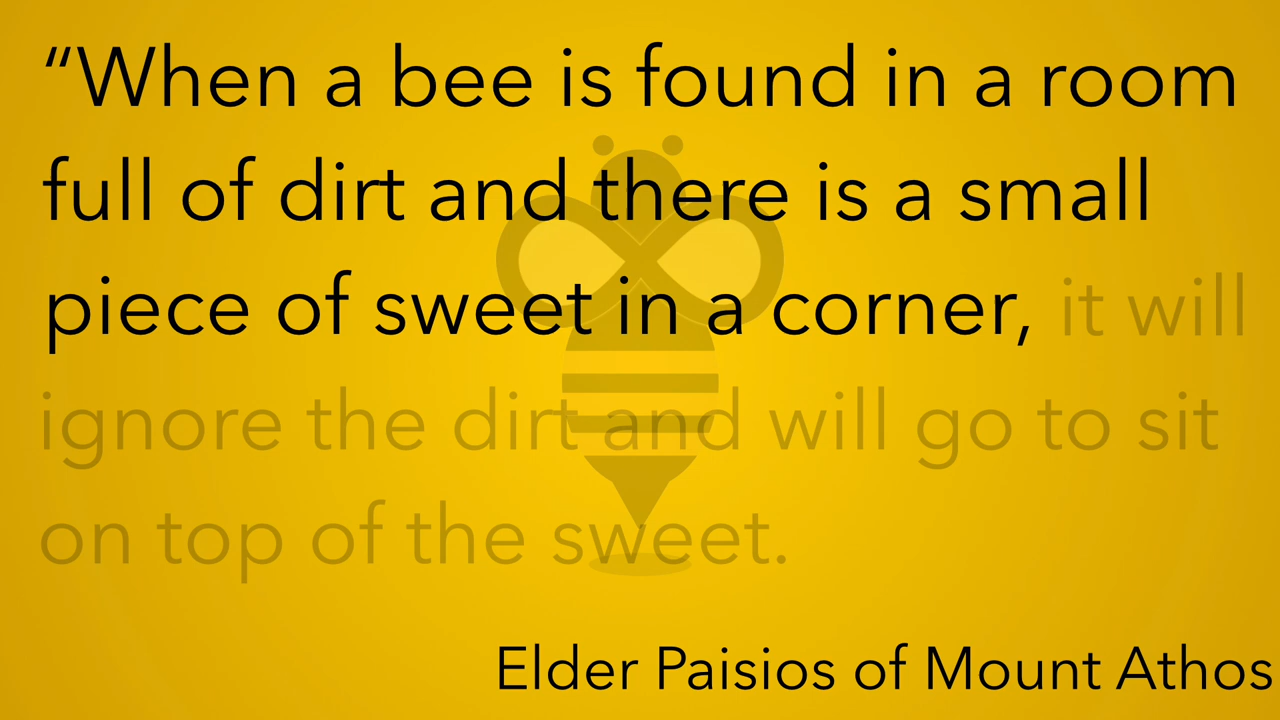 “When a bee is found in a room
full of dirt and there is a small
piece of sweet in a corner, it will
ignore the dirt and will go to sit
on top of the sweet.
Elder Paisios of Mount Athos